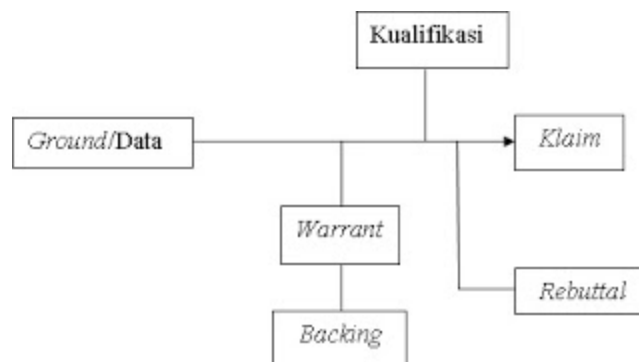 Kualifikasi
Ground/Data
Klaim
Warrant
Rebuttal
Backing